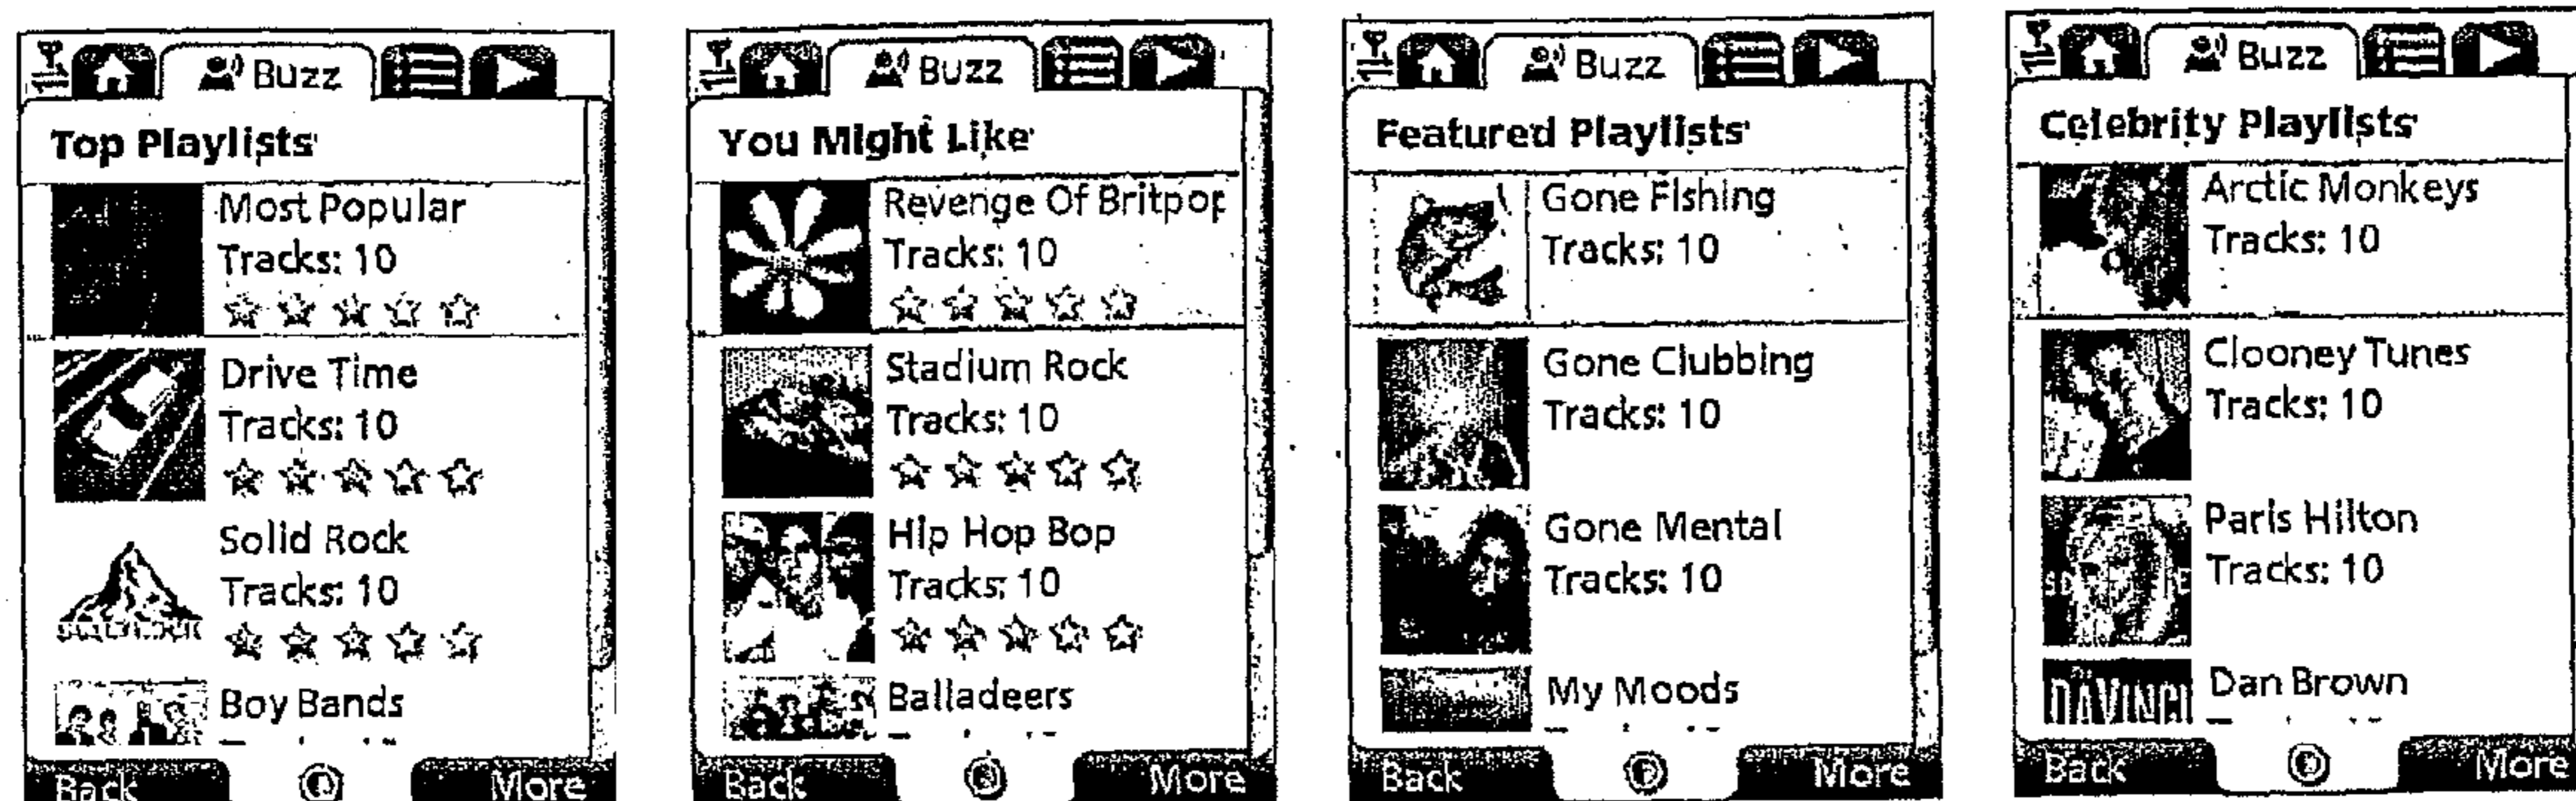 Buzz
Top Playlists
Most Popular
Tracks: 10
Drive Time
Tracks: 10
Solid Rock
Tracks: 10
Boy Bands
Back
More
Buzz
You Might Like
Revenge Of Britpop
Tracks: 10
Stadium Rock
Tracks: 10
Hip Hop Bop
Tracks: 10
Balladeers
Back
More
Buzz
Featured Playlists
Gone Fishing
Tracks: 10
Gone Clubbing
Tracks: 10
Gone Mental
Tracks: 10
My Moods
Back
More
Buzz
Celebrity Playlists
Arctic Monkeys
Tracks: 10
Clooney Tunes
Tracks: 10
Paris Hilton
Tracks: 10
Dan Brown
DAVINCI
Back
More